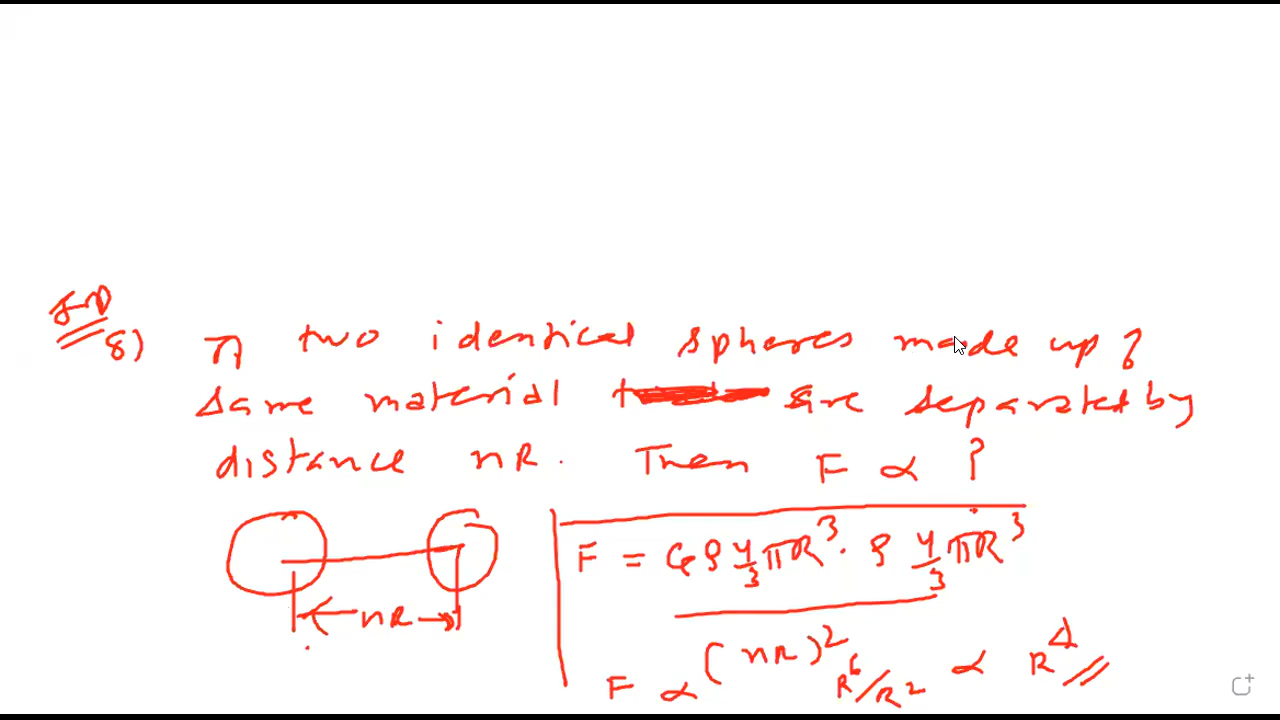 8) If two identical spheres made up of
same material are separated by
distance nR. Then F ∝ ?
nR
F = Gρ 4/3 πR³ · ρ 4/3 πR³
(nR)²
F ∝ R⁶/R² ∝ R⁴